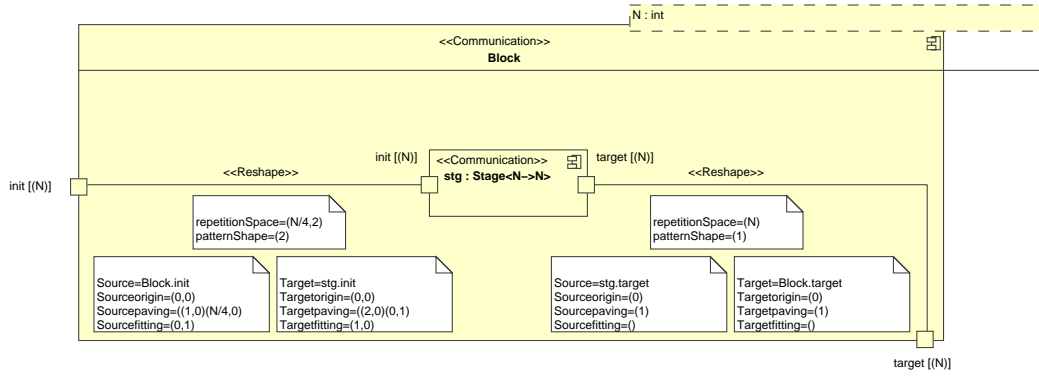 N : int
<<Communication>>
Block
init [(N)]
<<Reshape>>
init [(N)]
<<Communication>>
stg : Stage<N−>N>
target [(N)]
<<Reshape>>
repetitionSpace=(N/4,2)
patternShape=(2)
repetitionSpace=(N)
patternShape=(1)
Source=Block.init
Sourceorigin=(0,0)
Sourcepaving=((1,0)(N/4,0)
Sourcefitting=(0,1)
Target=stg.init
Targetorigin=(0,0)
Targetpaving=((2,0)(0,1)
Targetfitting=(1,0)
Source=stg.target
Sourceorigin=(0)
Sourcepaving=(1)
Sourcefitting=()
Target=Block.target
Targetorigin=(0)
Targetpaving=(1)
Targetfitting=()
target [(N)]